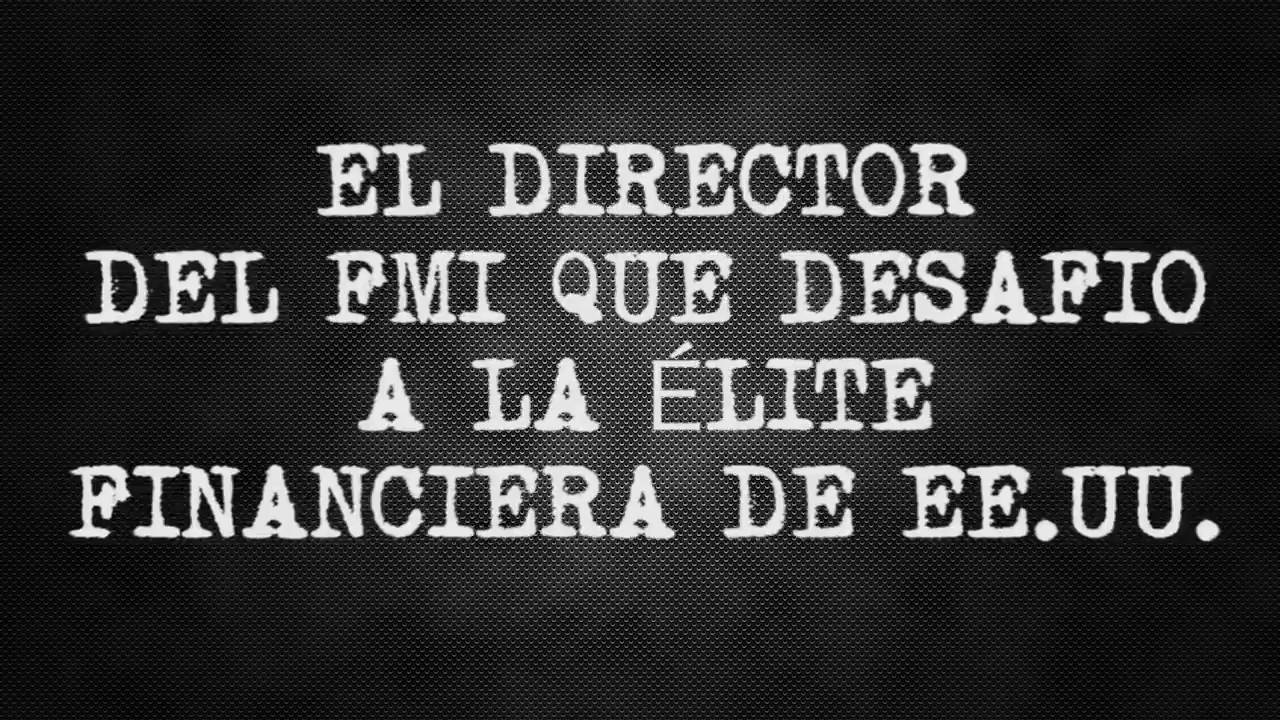 EL DIRECTOR
DEL FMI QUE DESAFIO
A LA ÉLITE
FINANCIERA DE EE.UU.